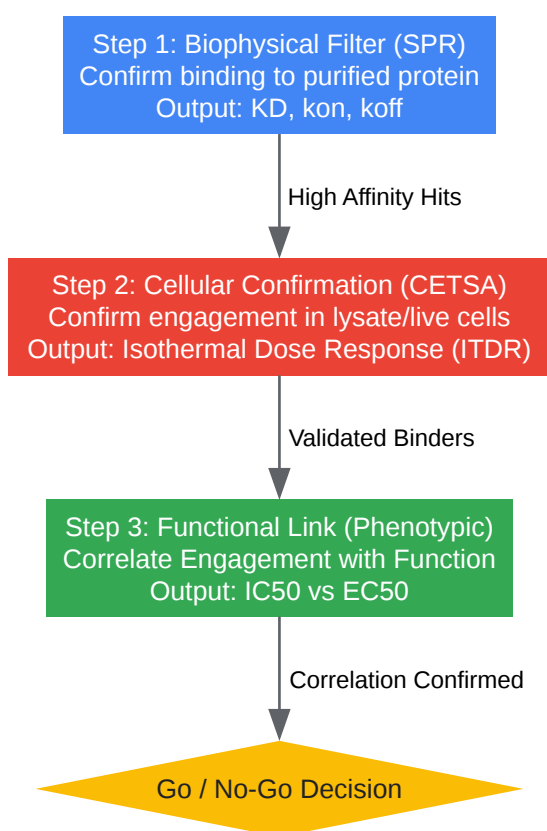 Step 1: Biophysical Filter (SPR)
Confirm binding to purified protein
Output: KD, kon, koff
High Affinity Hits
Step 2: Cellular Confirmation (CETSA)
Confirm engagement in lysate/live cells
Output: Isothermal Dose Response (ITDR)
Validated Binders
Step 3: Functional Link (Phenotypic)
Correlate Engagement with Function
Output: IC50 vs EC50
Correlation Confirmed
Go / No-Go Decision